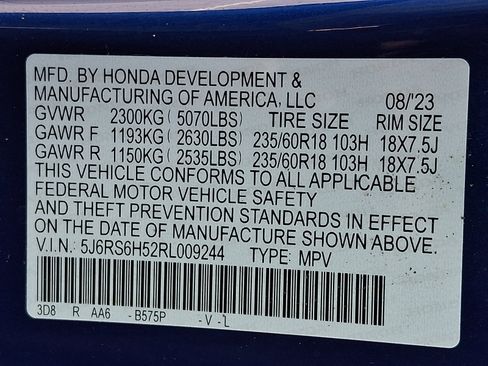 MFD. BY HONDA DEVELOPMENT &
MANUFACTURING OF AMERICA, LLC 08/'23
GVWR 2300KG ( 5070LBS) TIRE SIZE RIM SIZE
GAWR F 1193KG ( 2630LBS) 235/60R18 103H 18X7.5J
GAWR R 1150KG ( 2535LBS) 235/60R18 103H 18X7.5J
THIS VEHICLE CONFORMS TO ALL APPLICABLE
FEDERAL MOTOR VEHICLE SAFETY
AND THEFT PREVENTION STANDARDS IN EFFECT
ON THE DATE OF MANUFACTURE SHOWN ABOVE.
V.I.N: 5J6RS6H52RL009244 TYPE: MPV
3D8 R AA6 - B575P - V -